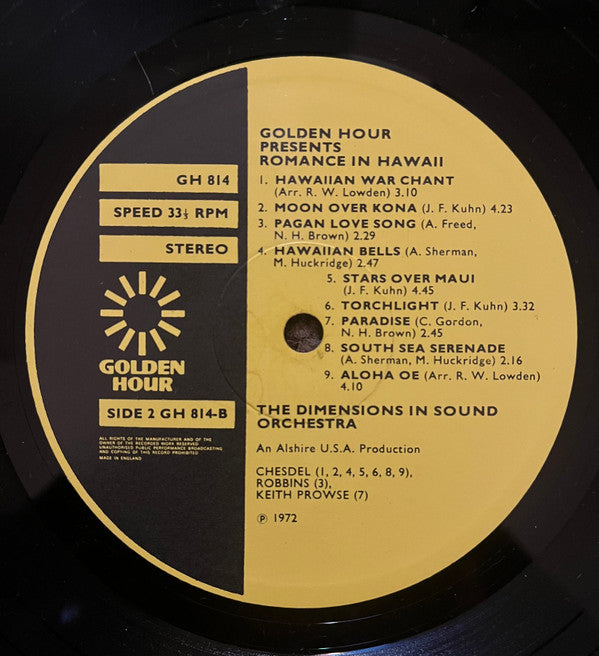 GOLDEN HOUR
PRESENTS
ROMANCE IN HAWAII
1. HAWAIIAN WAR CHANT
(Arr. R. W. Lowden) 3.10
2. MOON OVER KONA (J. F. Kuhn) 4.23
3. PAGAN LOVE SONG (A. Freed,
N. H. Brown) 2.29
4. HAWAIIAN BELLS (A. Sherman,
M. Huckridge) 2.47
5. STARS OVER MAUI
(J. F. Kuhn) 4.45
6. TORCHLIGHT (J. F. Kuhn) 3.32
7. PARADISE (C. Gordon,
N. H. Brown) 2.45
8. SOUTH SEA SERENADE
(A. Sherman, M. Huckridge) 2.16
9. ALOHA OE (Arr. R. W. Lowden)
4.10
THE DIMENSIONS IN SOUND
ORCHESTRA
An Alshire U.S.A. Production
CHESDEL (1, 2, 4, 5, 6, 8, 9),
ROBBINS (3),
KEITH PROWSE (7)
℗ 1972
GH 814
SPEED 33⅓ RPM
STEREO
GOLDEN
HOUR
SIDE 2 GH 814-B
ALL RIGHTS OF THE MANUFACTURER AND OF THE
OWNER OF THE RECORDED WORK RESERVED
UNAUTHORISED PUBLIC PERFORMANCE BROADCASTING
AND COPYING OF THIS RECORD PROHIBITED
MADE IN ENGLAND